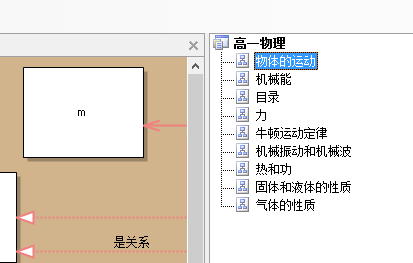 m
是关系
高一物理
物体的运动
机械能
目录
力
牛顿运动定律
机械振动和机械波
热和功
固体和液体的性质
气体的性质